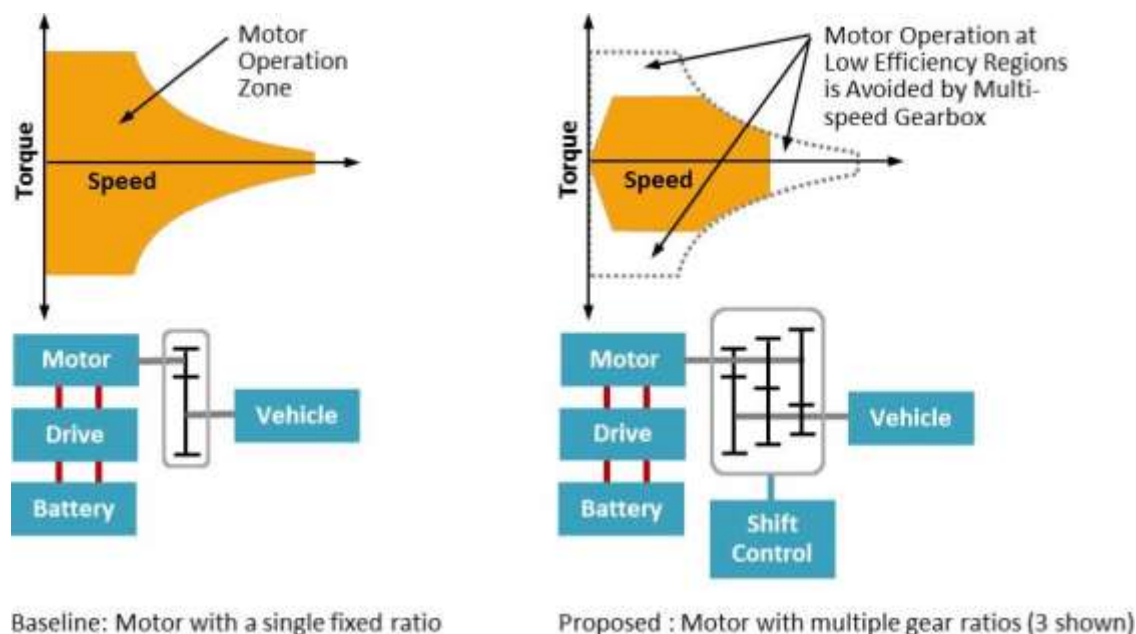 Motor
Operation
Zone
Torque
Speed
Motor
Drive
Battery
Vehicle
Baseline: Motor with a single fixed ratio
Motor Operation at
Low Efficiency Regions
is Avoided by Multi-
speed Gearbox
Torque
Speed
Motor
Drive
Battery
Vehicle
Shift
Control
Proposed : Motor with multiple gear ratios (3 shown)